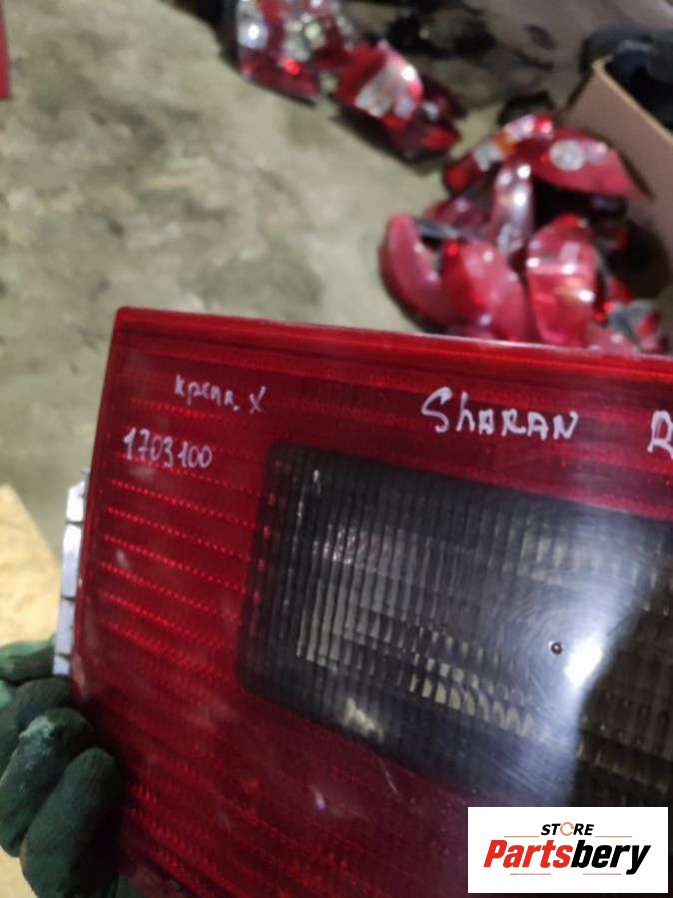 крепл. X
SHARAN R
1703100
STORE
Partsbery